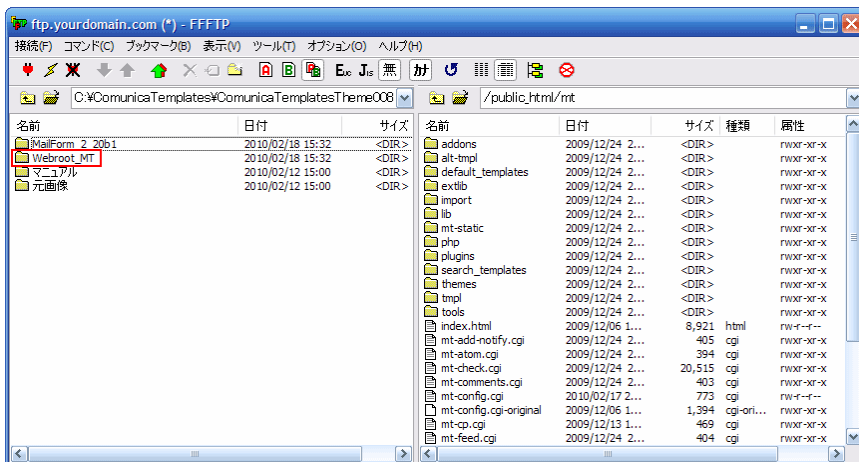 ftp.yourdomain.com (*) - FFFTP
接続(F) コマンド(C) ブックマーク(B) 表示(V) ツール(T) オプション(O) ヘルプ(H)
A B Euc Jis 無 カナ
C:¥ComunicaTemplates¥ComunicaTemplatesTheme008
/public_html/mt
名前 日付 サイズ
MailForm_2_20b1 2010/02/18 15:32 <DIR>
Webroot_MT 2010/02/18 15:32 <DIR>
マニュアル 2010/02/12 15:00 <DIR>
元画像 2010/02/12 15:00 <DIR>
名前 日付 サイズ 種類 属性
addons 2009/12/24 2... <DIR> rwxr-xr-x
alt-tmpl 2009/12/24 2... <DIR> rwxr-xr-x
default_templates 2009/12/24 2... <DIR> rwxr-xr-x
extlib 2009/12/24 2... <DIR> rwxr-xr-x
import 2009/12/24 2... <DIR> rwxr-xr-x
lib 2009/12/24 2... <DIR> rwxr-xr-x
mt-static 2009/12/24 2... <DIR> rwxr-xr-x
php 2009/12/24 2... <DIR> rwxr-xr-x
plugins 2009/12/24 2... <DIR> rwxr-xr-x
search_templates 2009/12/24 2... <DIR> rwxr-xr-x
themes 2009/12/24 2... <DIR> rwxr-xr-x
tmpl 2009/12/24 2... <DIR> rwxr-xr-x
tools 2009/12/24 2... <DIR> rwxr-xr-x
index.html 2009/12/06 1... 8,921 html rw-r--r--
mt-add-notify.cgi 2009/12/24 2... 405 cgi rwxr-xr-x
mt-atom.cgi 2009/12/24 2... 394 cgi rwxr-xr-x
mt-check.cgi 2009/12/24 2... 20,515 cgi rwxr-xr-x
mt-comments.cgi 2009/12/24 2... 403 cgi rwxr-xr-x
mt-config.cgi 2010/02/17 2... 773 cgi rw-r--r--
mt-config.cgi-original 2009/12/06 1... 1,394 cgi-ori... rwxr-xr-x
mt-cp.cgi 2009/12/13 1... 469 cgi rwxr-xr-x
mt-feed.cgi 2009/12/24 2... 404 cgi rwxr-xr-x